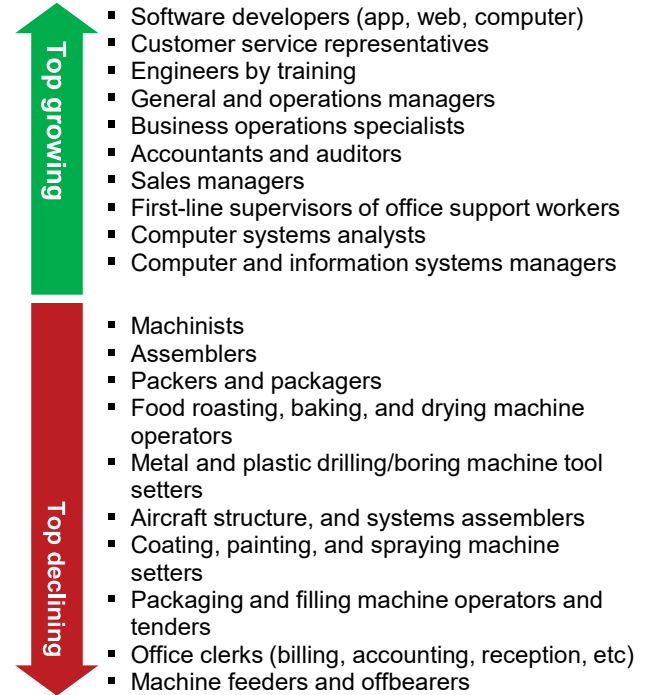 Top growing
▪ Software developers (app, web, computer)
▪ Customer service representatives
▪ Engineers by training
▪ General and operations managers
▪ Business operations specialists
▪ Accountants and auditors
▪ Sales managers
▪ First-line supervisors of office support workers
▪ Computer systems analysts
▪ Computer and information systems managers
Top declining
▪ Machinists
▪ Assemblers
▪ Packers and packagers
▪ Food roasting, baking, and drying machine
operators
▪ Metal and plastic drilling/boring machine tool
setters
▪ Aircraft structure, and systems assemblers
▪ Coating, painting, and spraying machine
setters
▪ Packaging and filling machine operators and
tenders
▪ Office clerks (billing, accounting, reception, etc)
▪ Machine feeders and offbearers